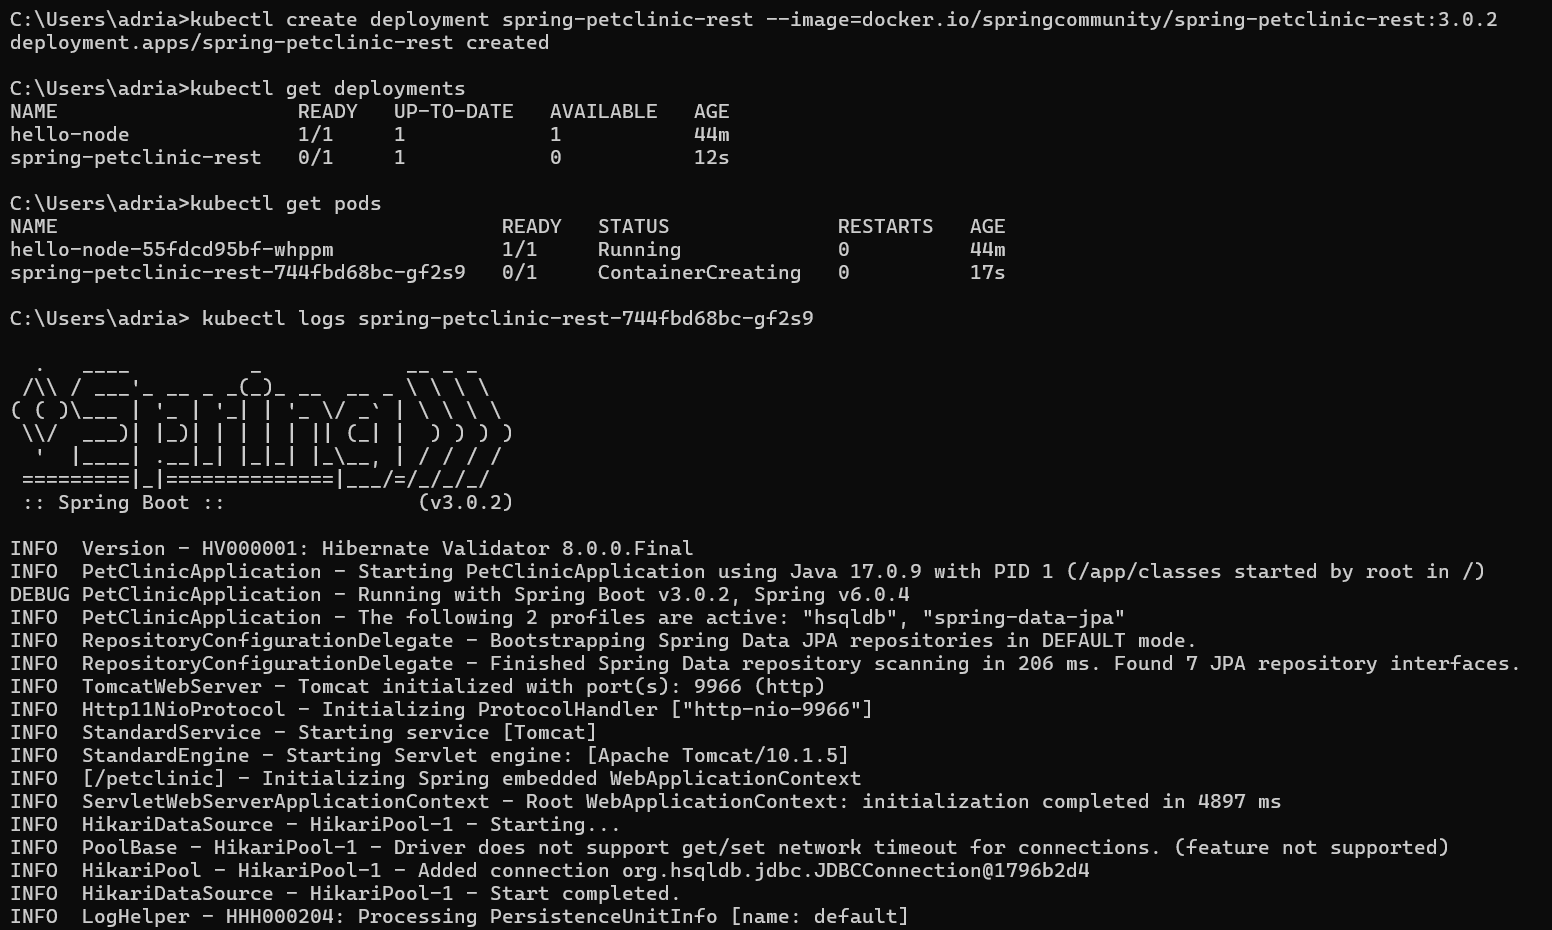 C:\Users\adria>kubectl create deployment spring-petclinic-rest --image=docker.io/springcommunity/spring-petclinic-rest:3.0.2
deployment.apps/spring-petclinic-rest created

C:\Users\adria>kubectl get deployments
NAME                    READY   UP-TO-DATE   AVAILABLE   AGE
hello-node              1/1     1            1           44m
spring-petclinic-rest   0/1     1            0           12s

C:\Users\adria>kubectl get pods
NAME                                     READY   STATUS              RESTARTS   AGE
hello-node-55fdcd95bf-whppm              1/1     Running             0          44m
spring-petclinic-rest-744fbd68bc-gf2s9   0/1     ContainerCreating   0          17s

C:\Users\adria> kubectl logs spring-petclinic-rest-744fbd68bc-gf2s9

  .   ____          _            __ _ _
 /\\ / ___'_ __ _ _(_)_ __  __ _ \ \ \ \
( ( )\___ | '_ | '_| | '_ \/ _` | \ \ \ \
 \\/  ___)| |_)| | | | | || (_| |  ) ) ) )
  '  |____| .__|_| |_|_| |_\__, | / / / /
 =========|_|==============|___/=/_/_/_/
 :: Spring Boot ::                (v3.0.2)

INFO  Version - HV000001: Hibernate Validator 8.0.0.Final
INFO  PetClinicApplication - Starting PetClinicApplication using Java 17.0.9 with PID 1 (/app/classes started by root in /)
DEBUG PetClinicApplication - Running with Spring Boot v3.0.2, Spring v6.0.4
INFO  PetClinicApplication - The following 2 profiles are active: "hsqldb", "spring-data-jpa"
INFO  RepositoryConfigurationDelegate - Bootstrapping Spring Data JPA repositories in DEFAULT mode.
INFO  RepositoryConfigurationDelegate - Finished Spring Data repository scanning in 206 ms. Found 7 JPA repository interfaces.
INFO  TomcatWebServer - Tomcat initialized with port(s): 9966 (http)
INFO  Http11NioProtocol - Initializing ProtocolHandler ["http-nio-9966"]
INFO  StandardService - Starting service [Tomcat]
INFO  StandardEngine - Starting Servlet engine: [Apache Tomcat/10.1.5]
INFO  [/petclinic] - Initializing Spring embedded WebApplicationContext
INFO  ServletWebServerApplicationContext - Root WebApplicationContext: initialization completed in 4897 ms
INFO  HikariDataSource - HikariPool-1 - Starting...
INFO  PoolBase - HikariPool-1 - Driver does not support get/set network timeout for connections. (feature not supported)
INFO  HikariPool - HikariPool-1 - Added connection org.hsqldb.jdbc.JDBCConnection@1796b2d4
INFO  HikariDataSource - HikariPool-1 - Start completed.
INFO  LogHelper - HHH000204: Processing PersistenceUnitInfo [name: default]